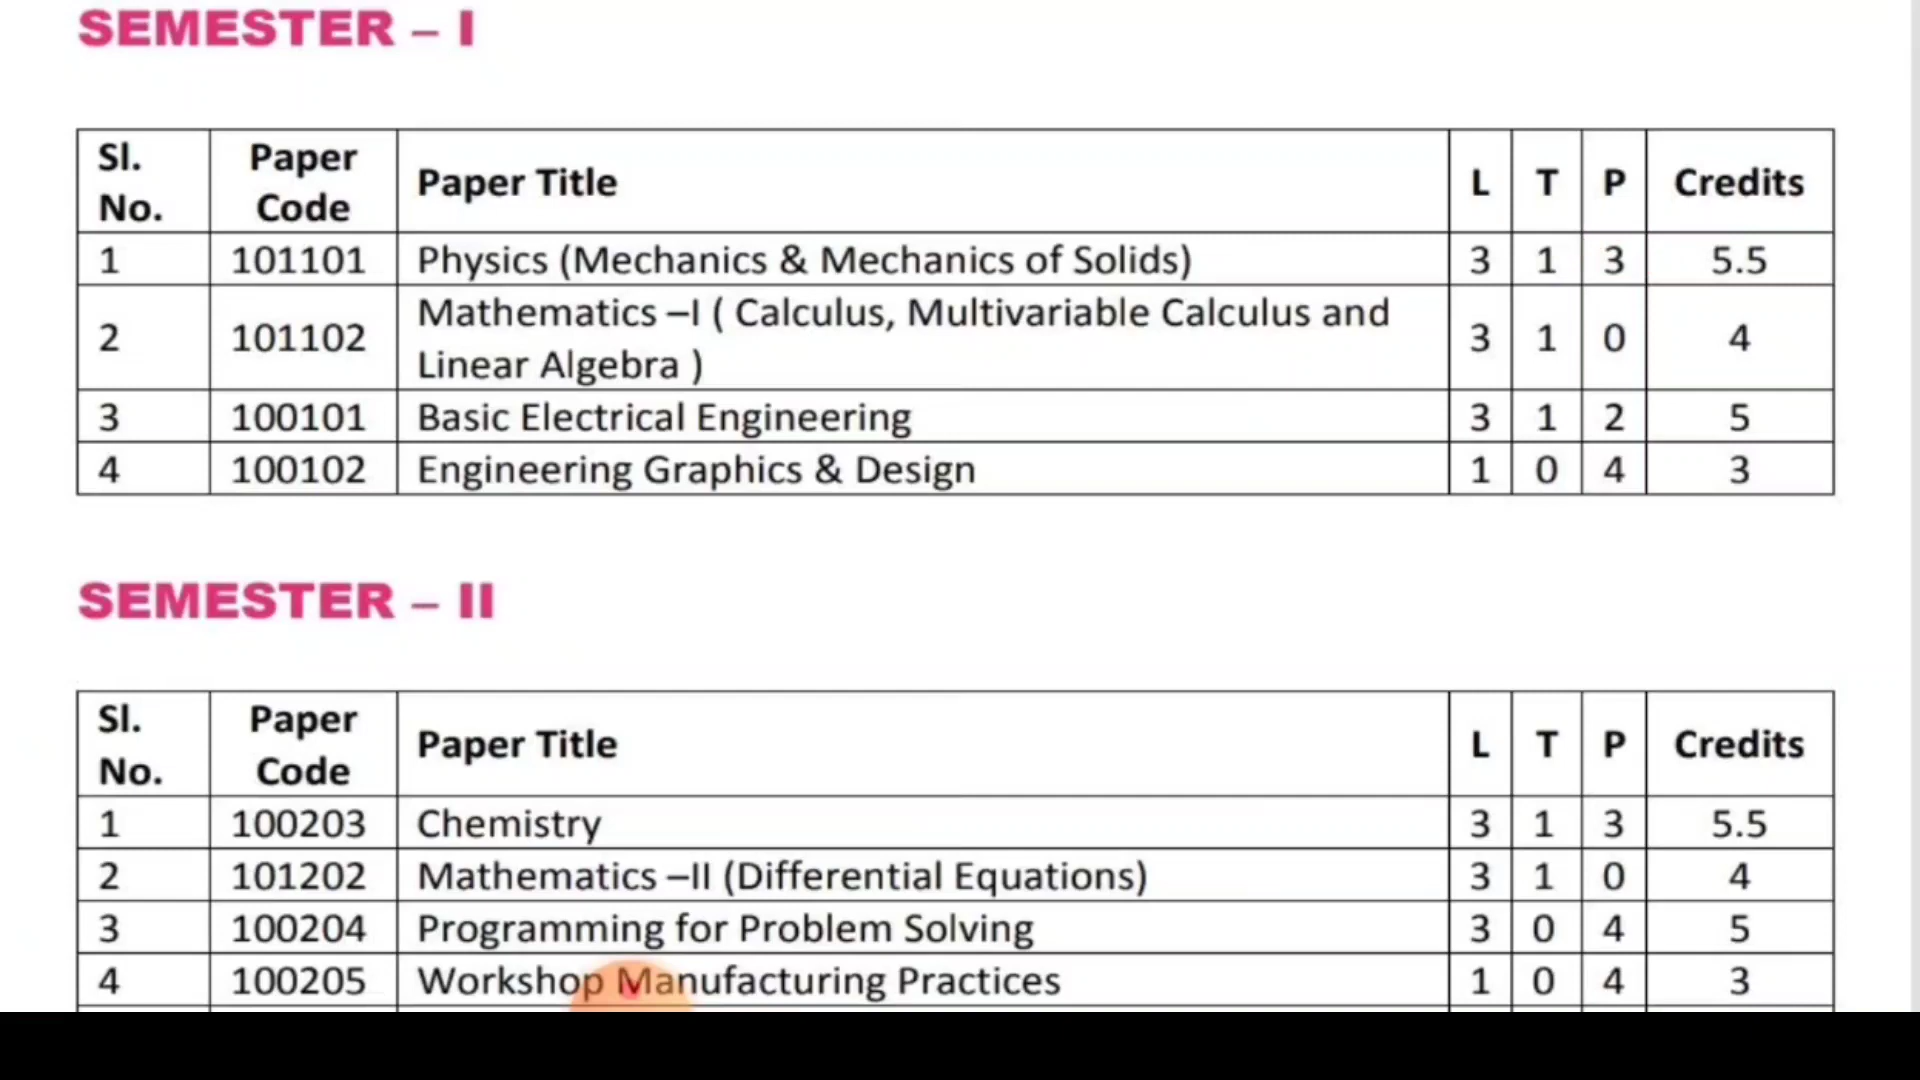 SEMESTER – I
Sl. No. Paper Code Paper Title L T P Credits
1 101101 Physics (Mechanics & Mechanics of Solids) 3 1 3 5.5
2 101102 Mathematics –I ( Calculus, Multivariable Calculus and
Linear Algebra ) 3 1 0 4
3 100101 Basic Electrical Engineering 3 1 2 5
4 100102 Engineering Graphics & Design 1 0 4 3
SEMESTER – II
Sl. No. Paper Code Paper Title L T P Credits
1 100203 Chemistry 3 1 3 5.5
2 101202 Mathematics –II (Differential Equations) 3 1 0 4
3 100204 Programming for Problem Solving 3 0 4 5
4 100205 Workshop Manufacturing Practices 1 0 4 3